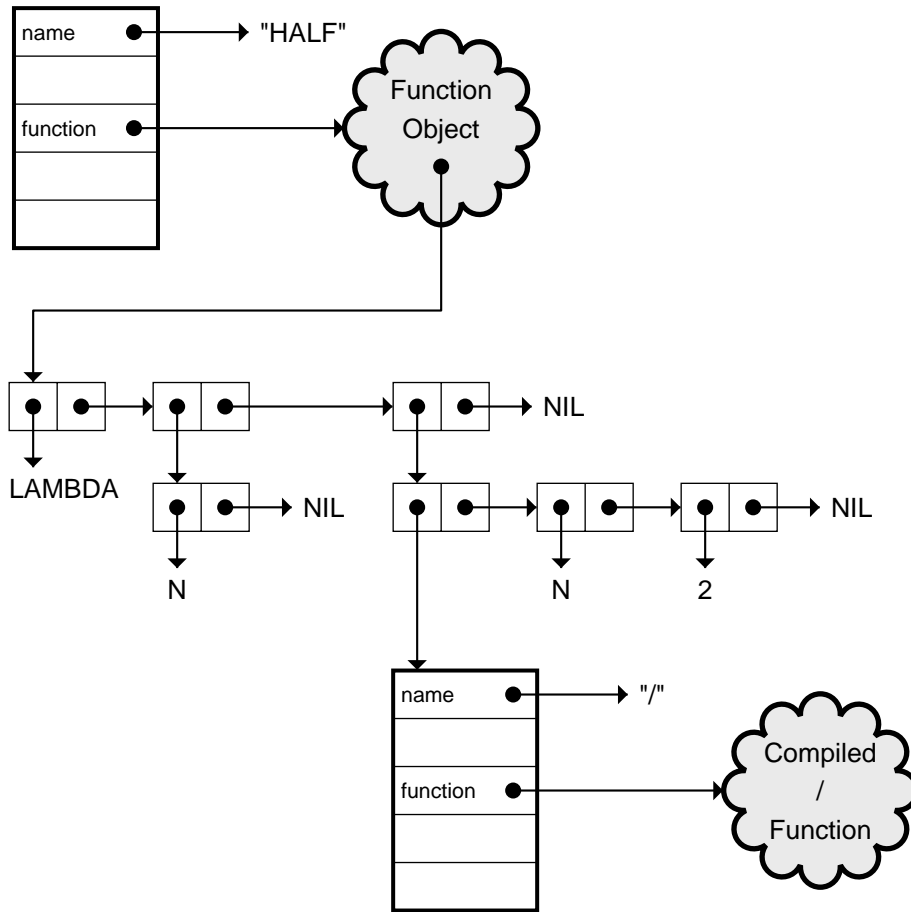 name
"HALF"
Function
Object
function
NIL
LAMBDA
NIL
NIL
N
N
2
name
"/"
Compiled
/
Function
function